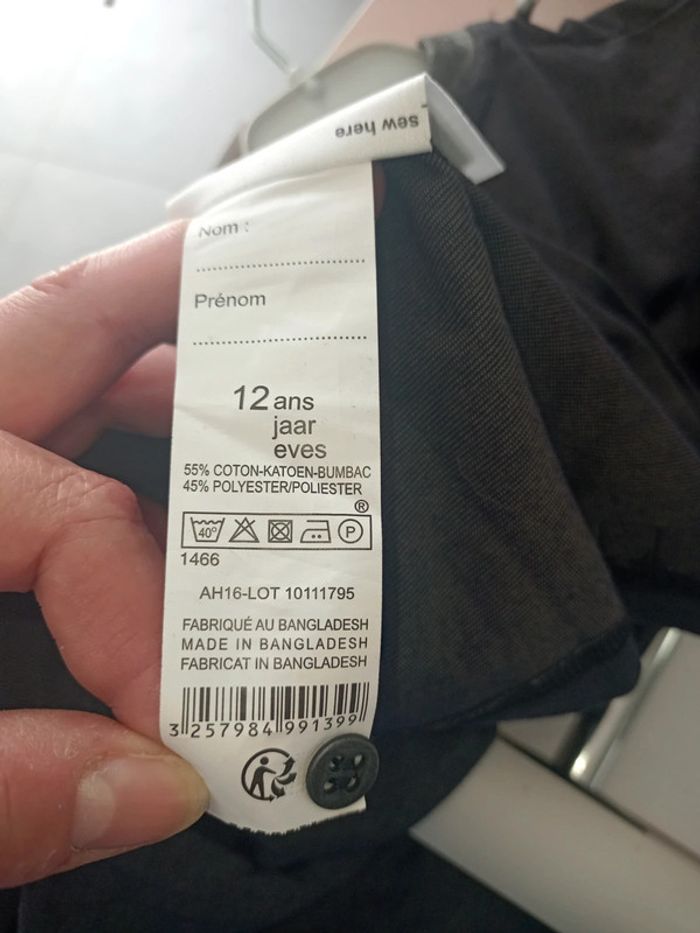 sew here
Nom :
Prénom
12 ans
jaar
eves
55% COTON-KATOEN-BUMBAC
45% POLYESTER/POLIESTER
®
40° P
1466
AH16-LOT 10111795
FABRIQUÉ AU BANGLADESH
MADE IN BANGLADESH
FABRICAT IN BANGLADESH
3 257984 991399